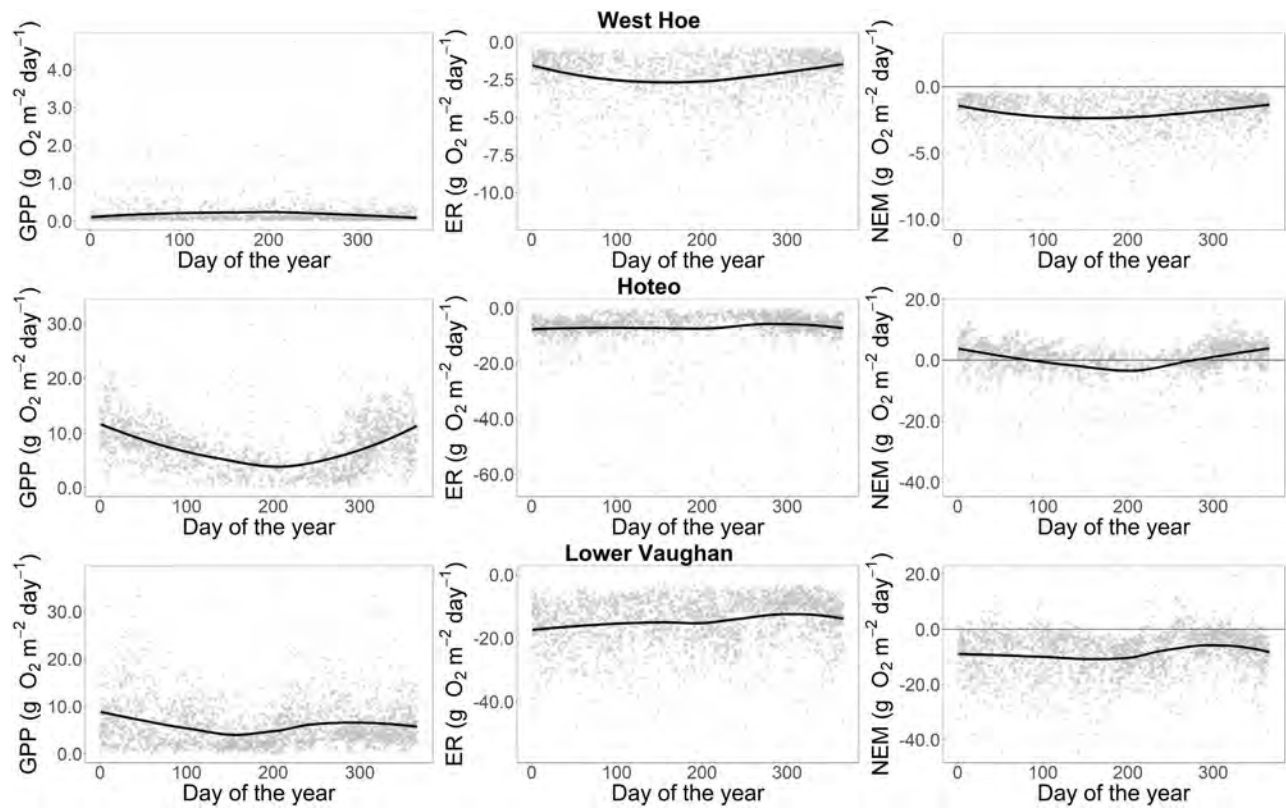 West Hoe
GPP (g O₂ m⁻² day⁻¹)
4.0
3.0
2.0
1.0
0.0
0 100 200 300
Day of the year
ER (g O₂ m⁻² day⁻¹)
0.0
-2.5
-5.0
-7.5
-10.0
0 100 200 300
Day of the year
NEM (g O₂ m⁻² day⁻¹)
0.0
-5.0
-10.0
0 100 200 300
Day of the year
Hoteo
GPP (g O₂ m⁻² day⁻¹)
30.0
20.0
10.0
0.0
0 100 200 300
Day of the year
ER (g O₂ m⁻² day⁻¹)
0.0
-20.0
-40.0
-60.0
0 100 200 300
Day of the year
NEM (g O₂ m⁻² day⁻¹)
20.0
0.0
-20.0
-40.0
0 100 200 300
Day of the year
Lower Vaughan
GPP (g O₂ m⁻² day⁻¹)
30.0
20.0
10.0
0.0
0 100 200 300
Day of the year
ER (g O₂ m⁻² day⁻¹)
0.0
-20.0
-40.0
0 100 200 300
Day of the year
NEM (g O₂ m⁻² day⁻¹)
20.0
0.0
-20.0
-40.0
0 100 200 300
Day of the year